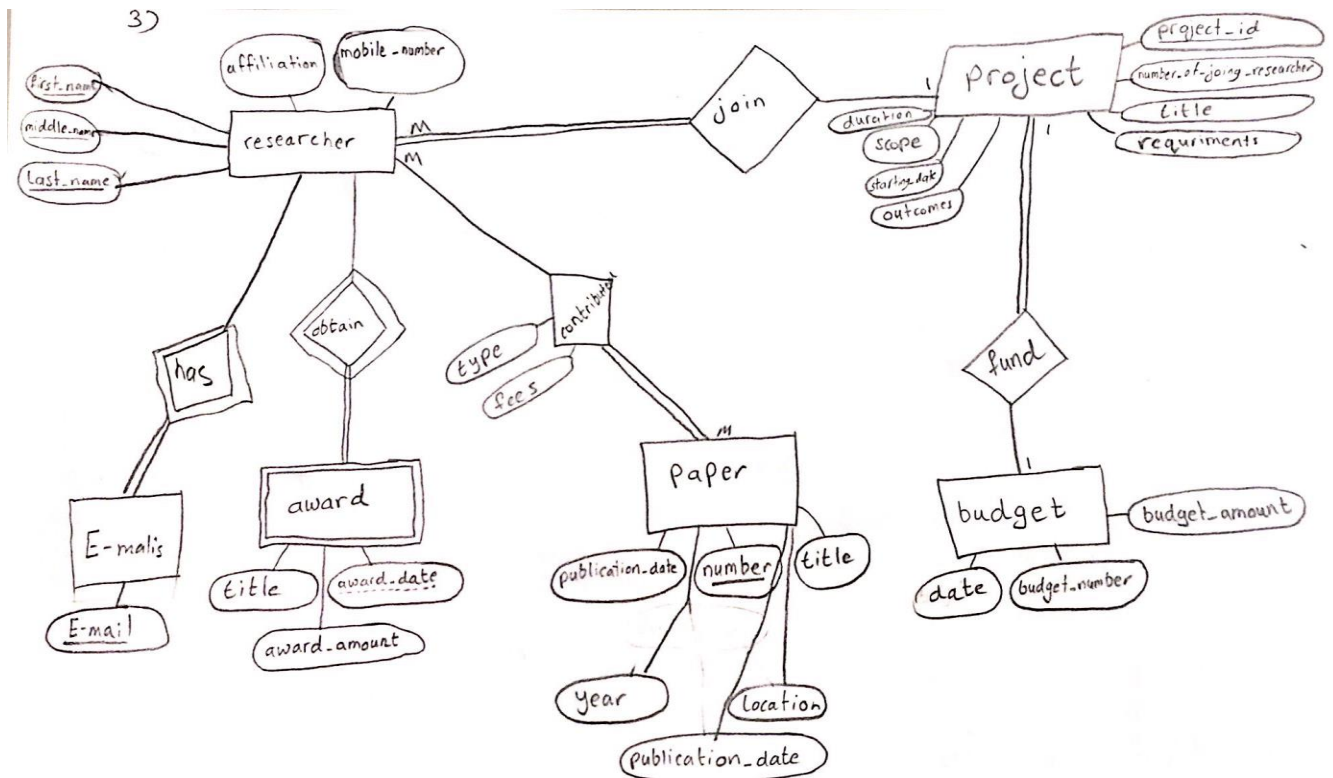 3)
affiliation
mobile_number
first_name
middle_name
last_name
researcher
M
M
join
1
project
project_id
number_of_joing_researcher
title
requriments
duration
scope
starting_date
outcomes
1
has
obtain
contribute
type
fees
fund
E-malis
E-mail
award
title
award_date
award_amount
M
paper
publication_date
number
title
year
location
publication_date
1
budget
budget_amount
date
budget_number